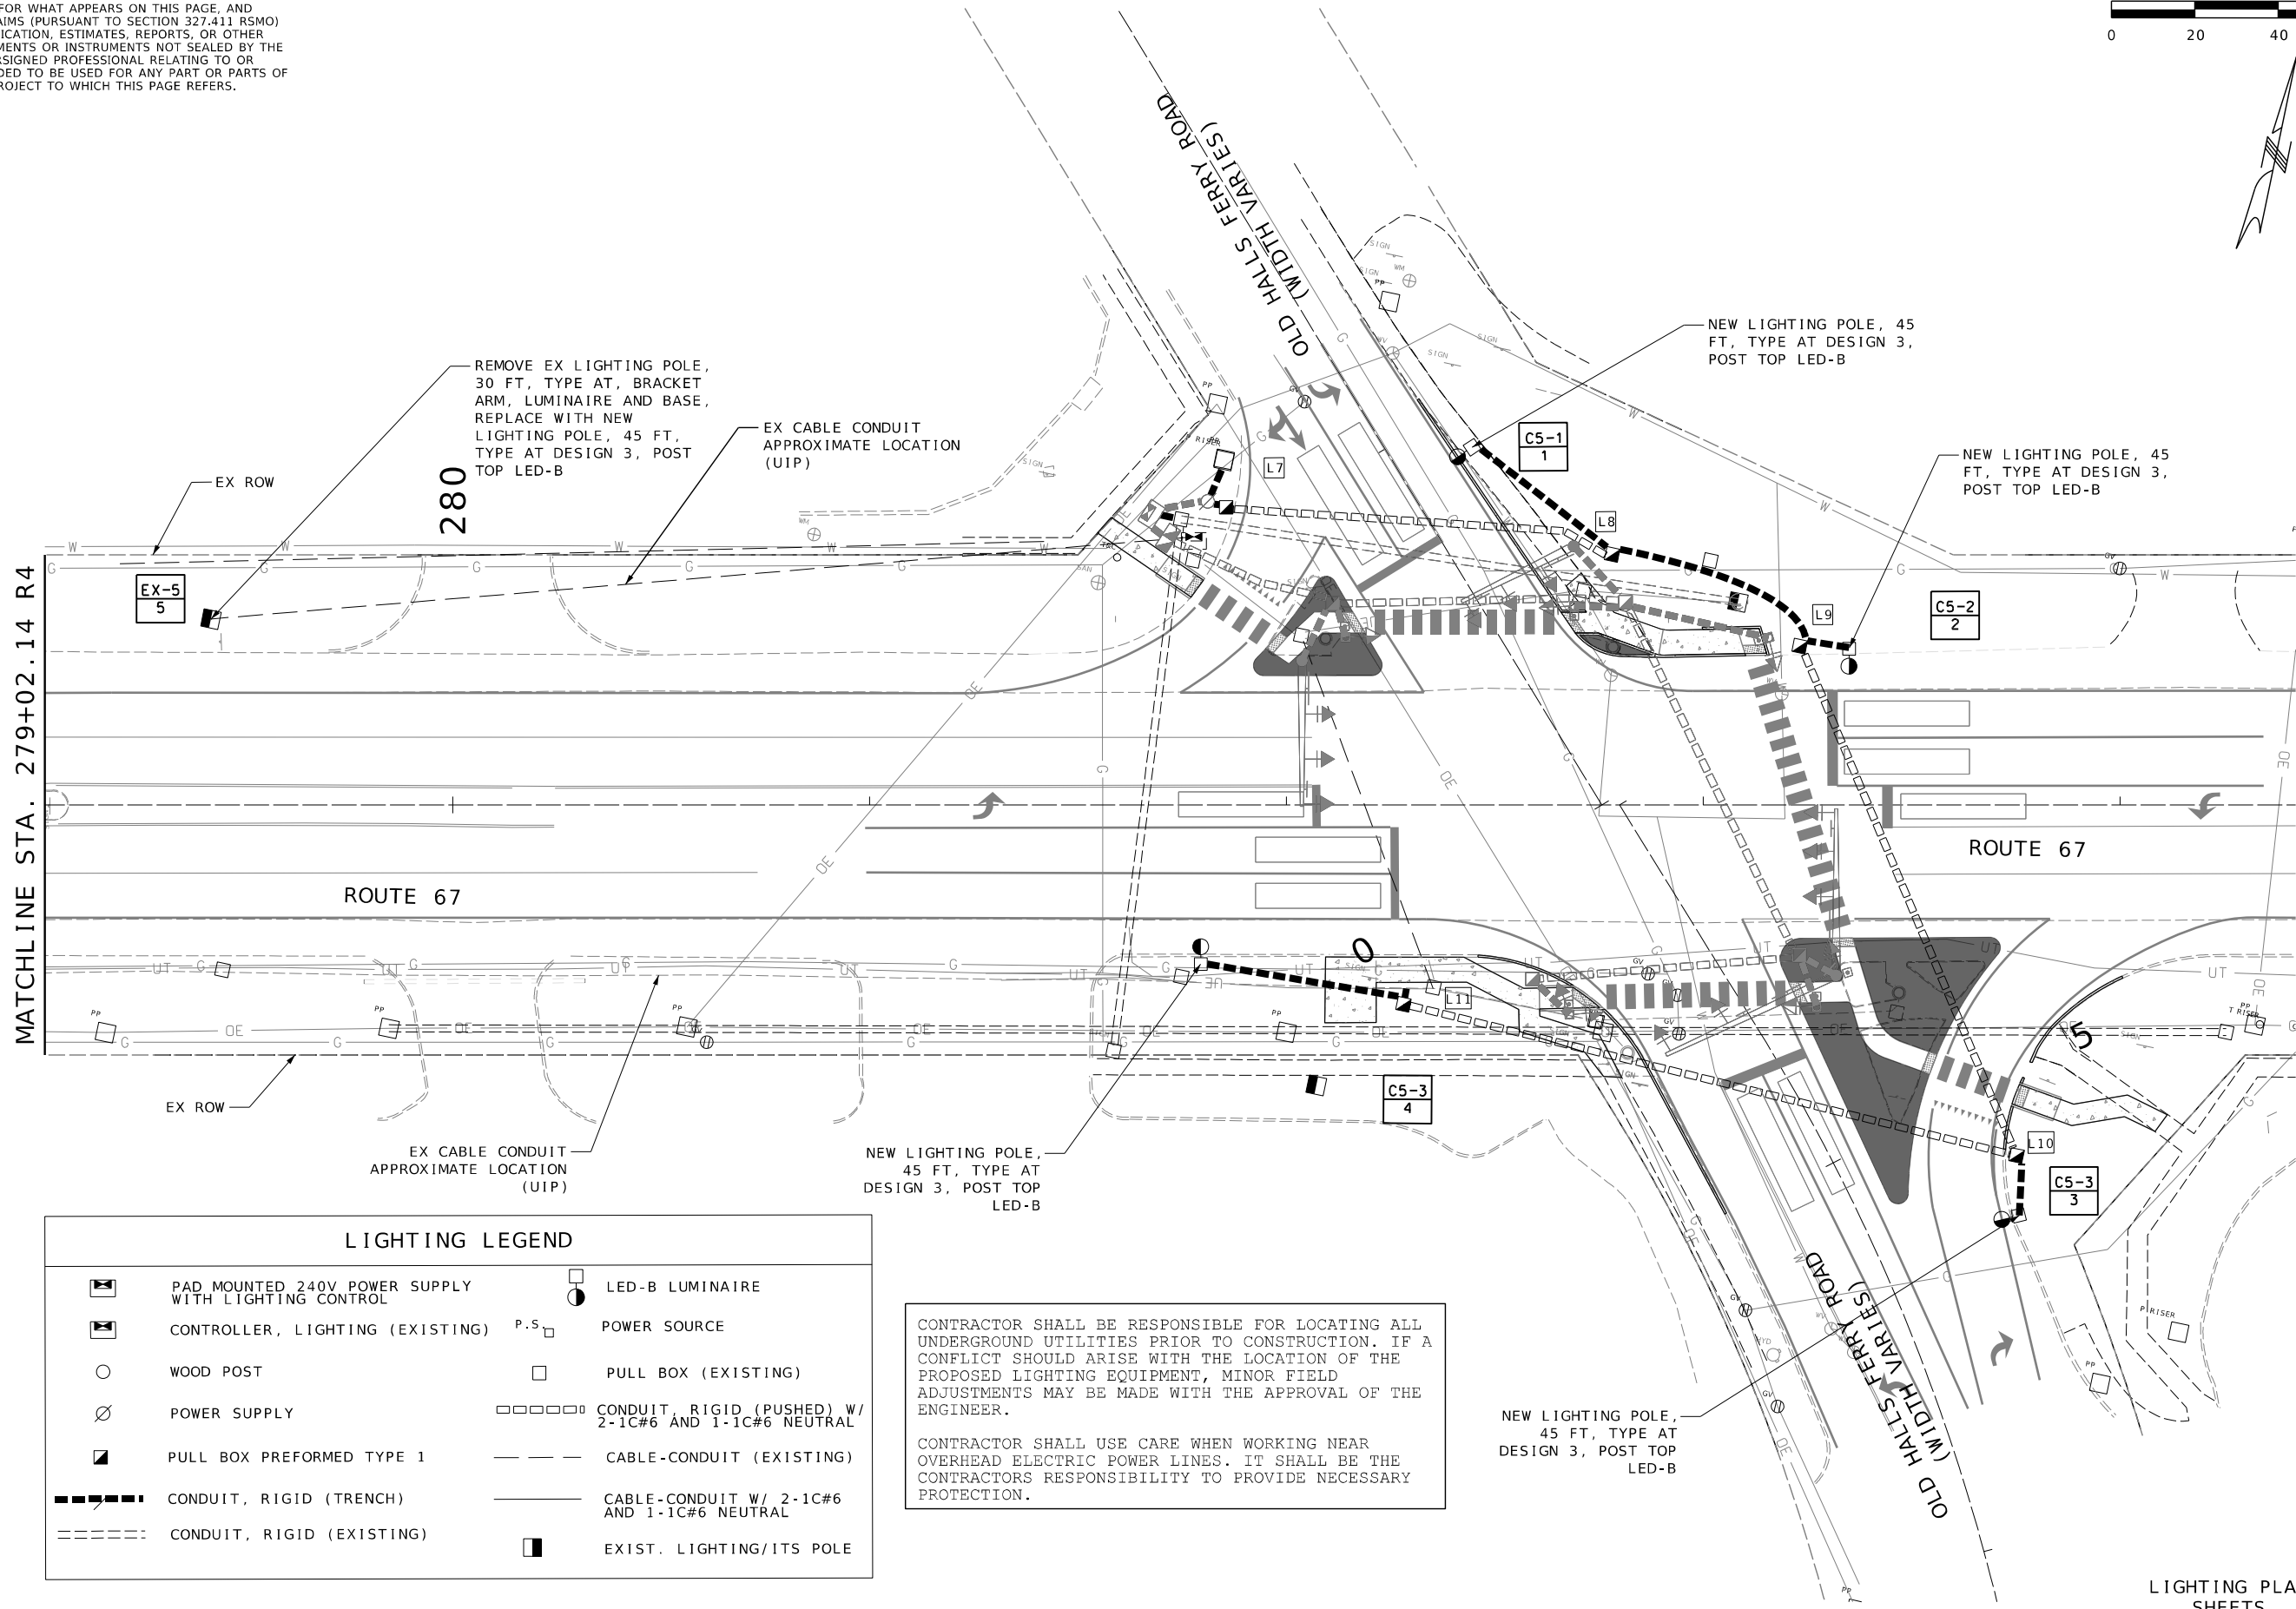 FOR WHAT APPEARS ON THIS PAGE, AND
AIMS (PURSUANT TO SECTION 327.411 RSMO)
ICATION, ESTIMATES, REPORTS, OR OTHER
MENTS OR INSTRUMENTS NOT SEALED BY THE
RSIGNED PROFESSIONAL RELATING TO OR
DED TO BE USED FOR ANY PART OR PARTS OF
ROJECT TO WHICH THIS PAGE REFERS.
0 20 40
OLD HALLS FERRY ROAD
(WIDTH VARIES)
NEW LIGHTING POLE, 45
FT, TYPE AT DESIGN 3,
POST TOP LED-B
REMOVE EX LIGHTING POLE,
30 FT, TYPE AT, BRACKET
ARM, LUMINAIRE AND BASE,
REPLACE WITH NEW
LIGHTING POLE, 45 FT,
TYPE AT DESIGN 3, POST
TOP LED-B
EX CABLE CONDUIT
APPROXIMATE LOCATION
(UIP)
NEW LIGHTING POLE, 45
FT, TYPE AT DESIGN 3,
POST TOP LED-B
EX ROW
280
C5-1
1
L7
L8
EX-5
5
C5-2
2
L9
MATCHLINE STA. 279+02.14 R4
ROUTE 67
ROUTE 67
0
5
L11
C5-3
4
L10
C5-3
3
EX ROW
EX CABLE CONDUIT
APPROXIMATE LOCATION
(UIP)
NEW LIGHTING POLE,
45 FT, TYPE AT
DESIGN 3, POST TOP
LED-B
OLD HALLS FERRY ROAD
(WIDTH VARIES)
NEW LIGHTING POLE,
45 FT, TYPE AT
DESIGN 3, POST TOP
LED-B
LIGHTING LEGEND
PAD MOUNTED 240V POWER SUPPLY
WITH LIGHTING CONTROL
CONTROLLER, LIGHTING (EXISTING)
WOOD POST
POWER SUPPLY
PULL BOX PREFORMED TYPE 1
CONDUIT, RIGID (TRENCH)
CONDUIT, RIGID (EXISTING)
LED-B LUMINAIRE
P.S. POWER SOURCE
PULL BOX (EXISTING)
CONDUIT, RIGID (PUSHED) W/
2-1C#6 AND 1-1C#6 NEUTRAL
CABLE-CONDUIT (EXISTING)
CABLE-CONDUIT W/ 2-1C#6
AND 1-1C#6 NEUTRAL
EXIST. LIGHTING/ITS POLE
CONTRACTOR SHALL BE RESPONSIBLE FOR LOCATING ALL
UNDERGROUND UTILITIES PRIOR TO CONSTRUCTION. IF A
CONFLICT SHOULD ARISE WITH THE LOCATION OF THE
PROPOSED LIGHTING EQUIPMENT, MINOR FIELD
ADJUSTMENTS MAY BE MADE WITH THE APPROVAL OF THE
ENGINEER.
CONTRACTOR SHALL USE CARE WHEN WORKING NEAR
OVERHEAD ELECTRIC POWER LINES. IT SHALL BE THE
CONTRACTORS RESPONSIBILITY TO PROVIDE NECESSARY
PROTECTION.
LIGHTING PLA
SHEETS